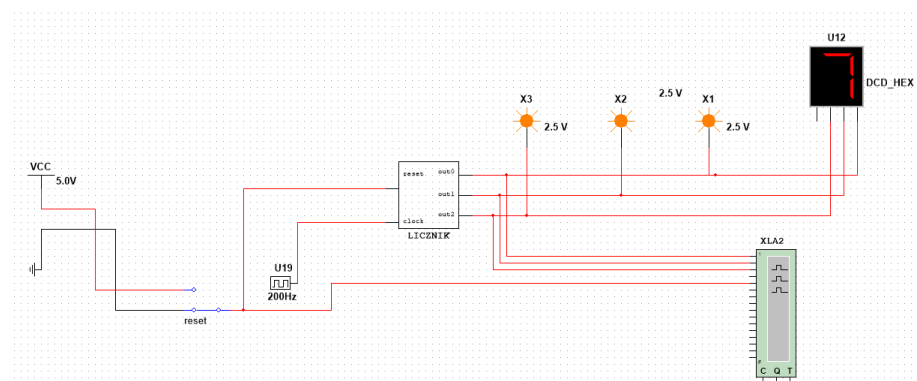 U12
DCD_HEX
X3
2.5 V
X2
2.5 V
X1
2.5 V
VCC
5.0V
reset
out0
out1
clock
out2
LICZNIK
U19
200Hz
reset
XLA2
1
F
C Q T